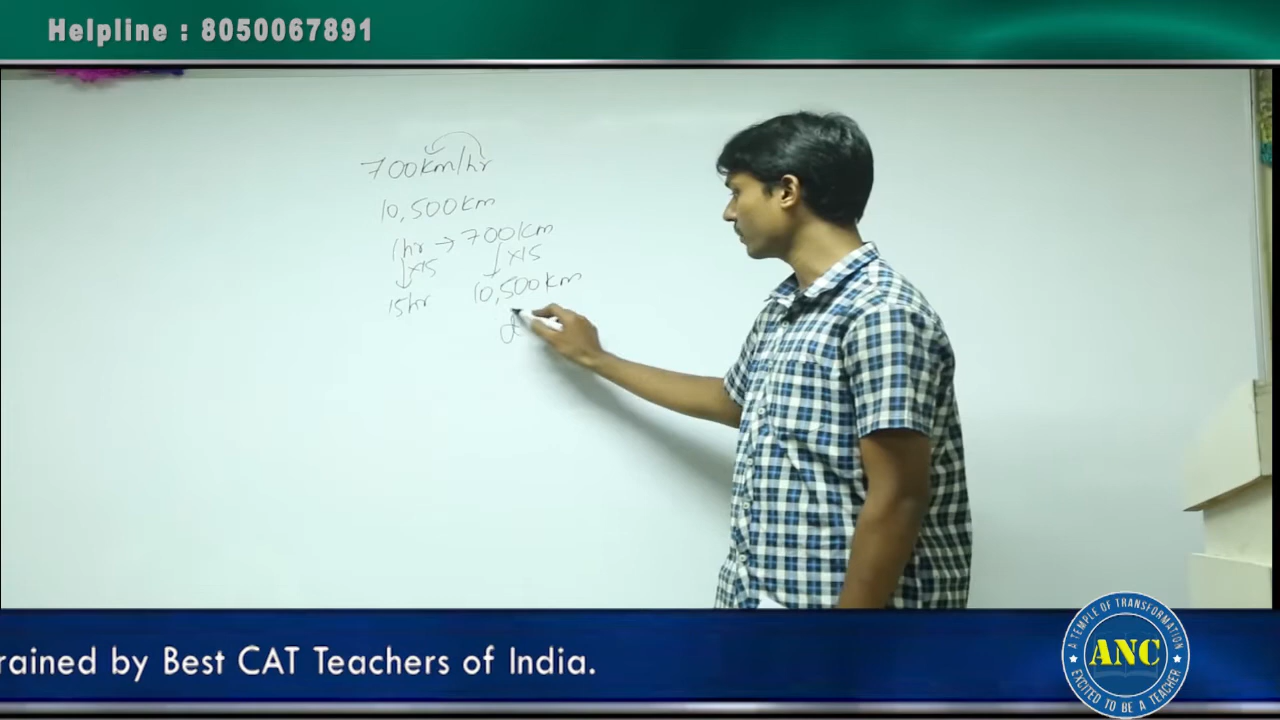 Helpline : 8050067891
700km/hr
10,500km
1hr → 700km
×15 ×15
15hr 10,500km
d
rained by Best CAT Teachers of India.
A TEMPLE OF TRANSFORMATION
ANC
EXCITED TO BE A TEACHER